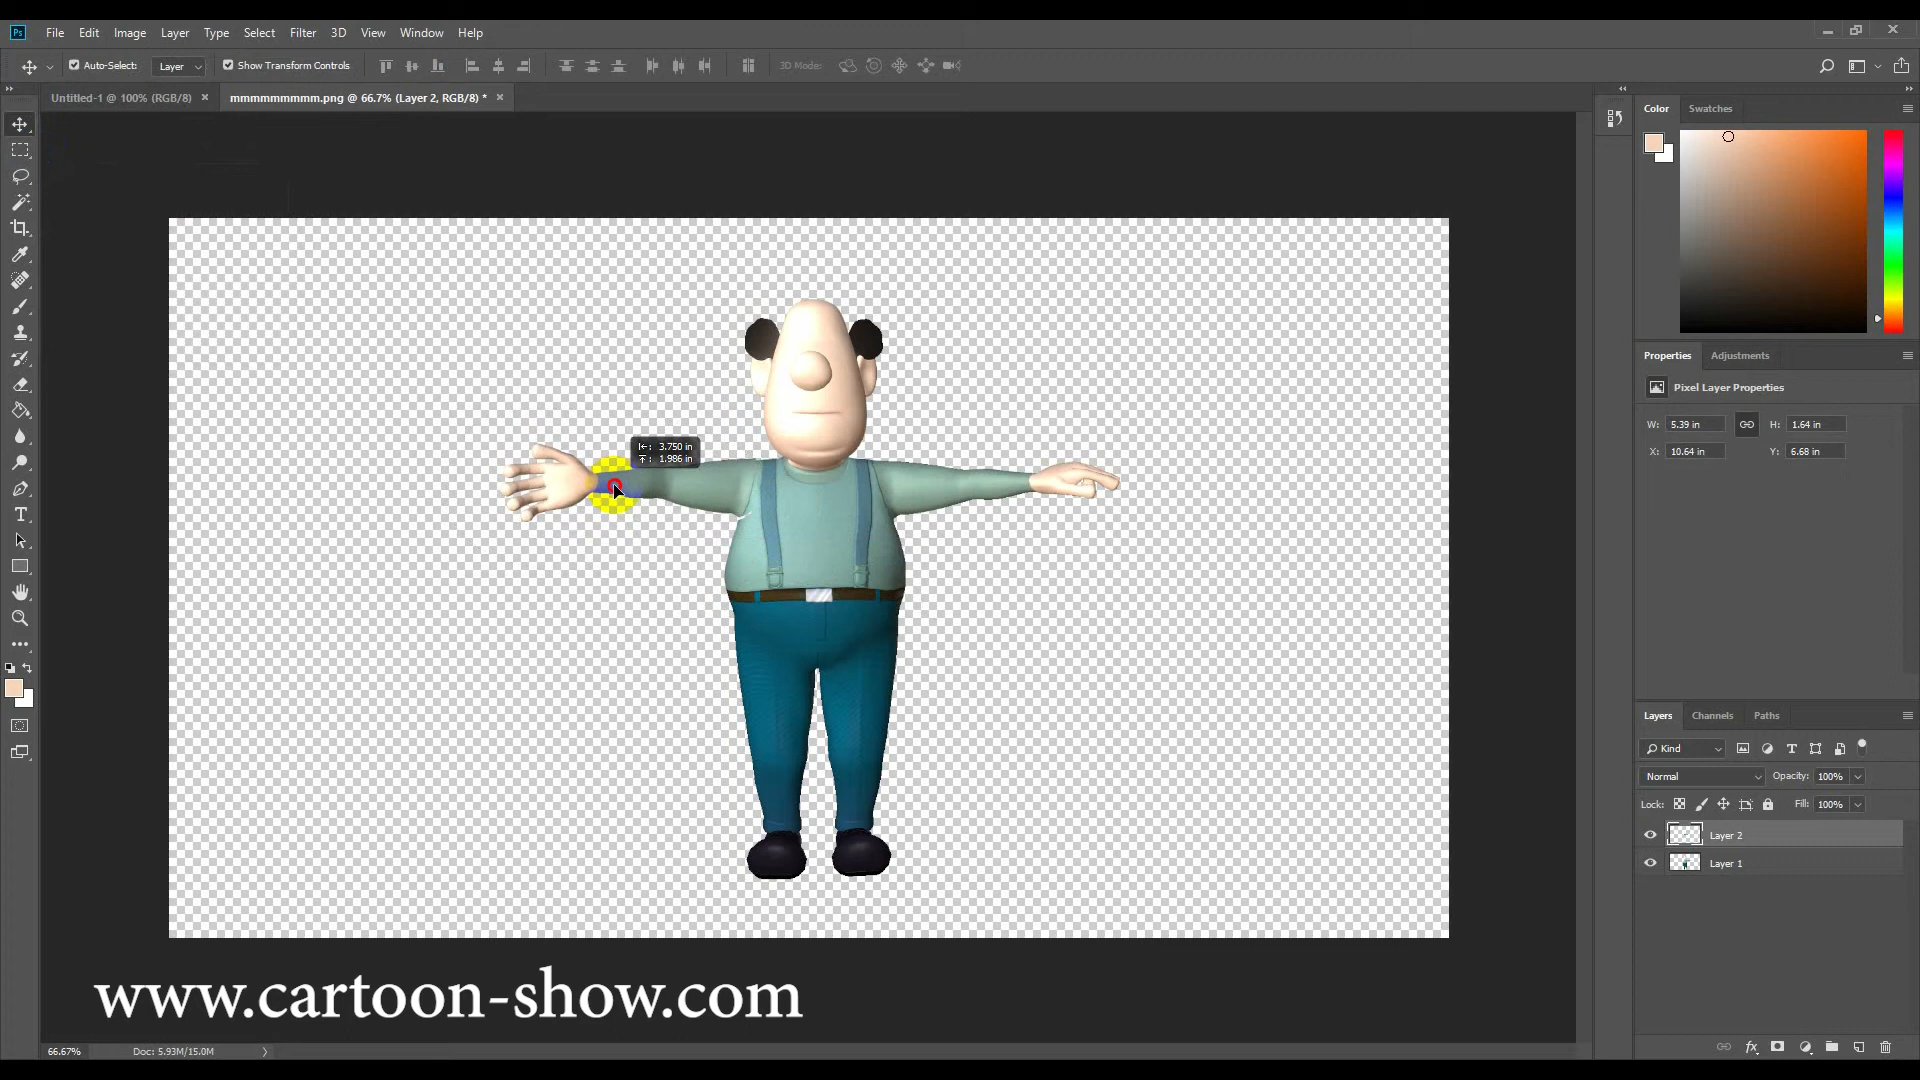 Ps File Edit Image Layer Type Select Filter 3D View Window Help
Auto-Select: Layer Show Transform Controls 3D Mode:
Untitled-1 @ 100% (RGB/8) × mmmmmmmmm.png @ 66.7% (Layer 2, RGB/8) * ×
Color Swatches
Properties Adjustments
Pixel Layer Properties
W: 5.39 in H: 1.64 in
X: 10.64 in Y: 6.68 in
3.750 in
1.986 in
Layers Channels Paths
Kind
Normal Opacity: 100%
Lock: Fill: 100%
Layer 2
Layer 1
www.cartoon-show.com
66.67% Doc: 5.93M/15.0M
fx